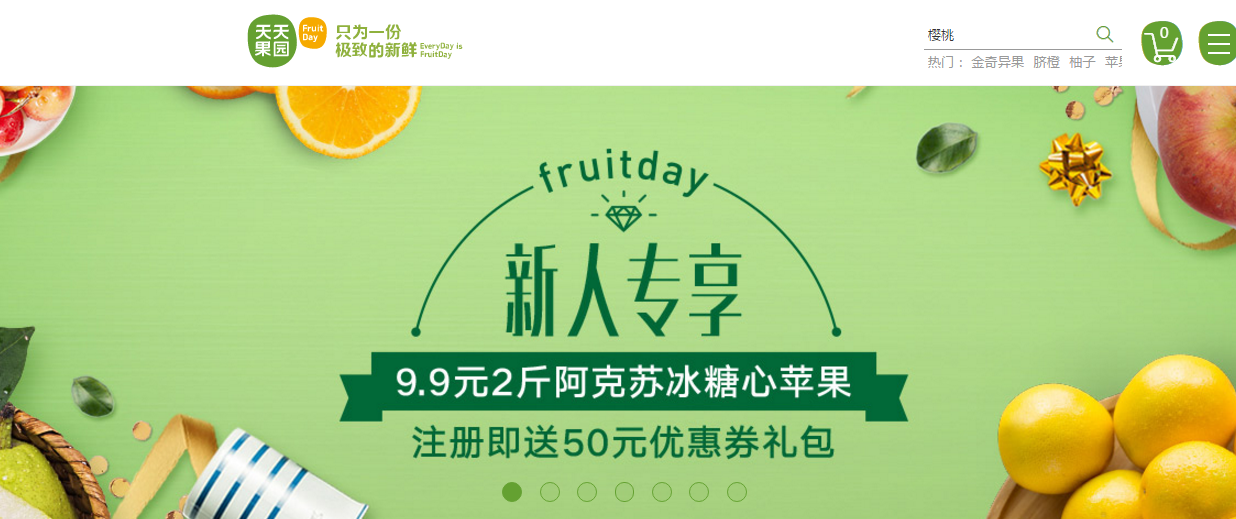 天天
果园
Fruit
Day
只为一份
极致的新鲜
EveryDay is
FruitDay
樱桃
热门： 金奇异果 脐橙 柚子
0
fruitday
新人专享
9.9元2斤阿克苏冰糖心苹果
注册即送50元优惠券礼包